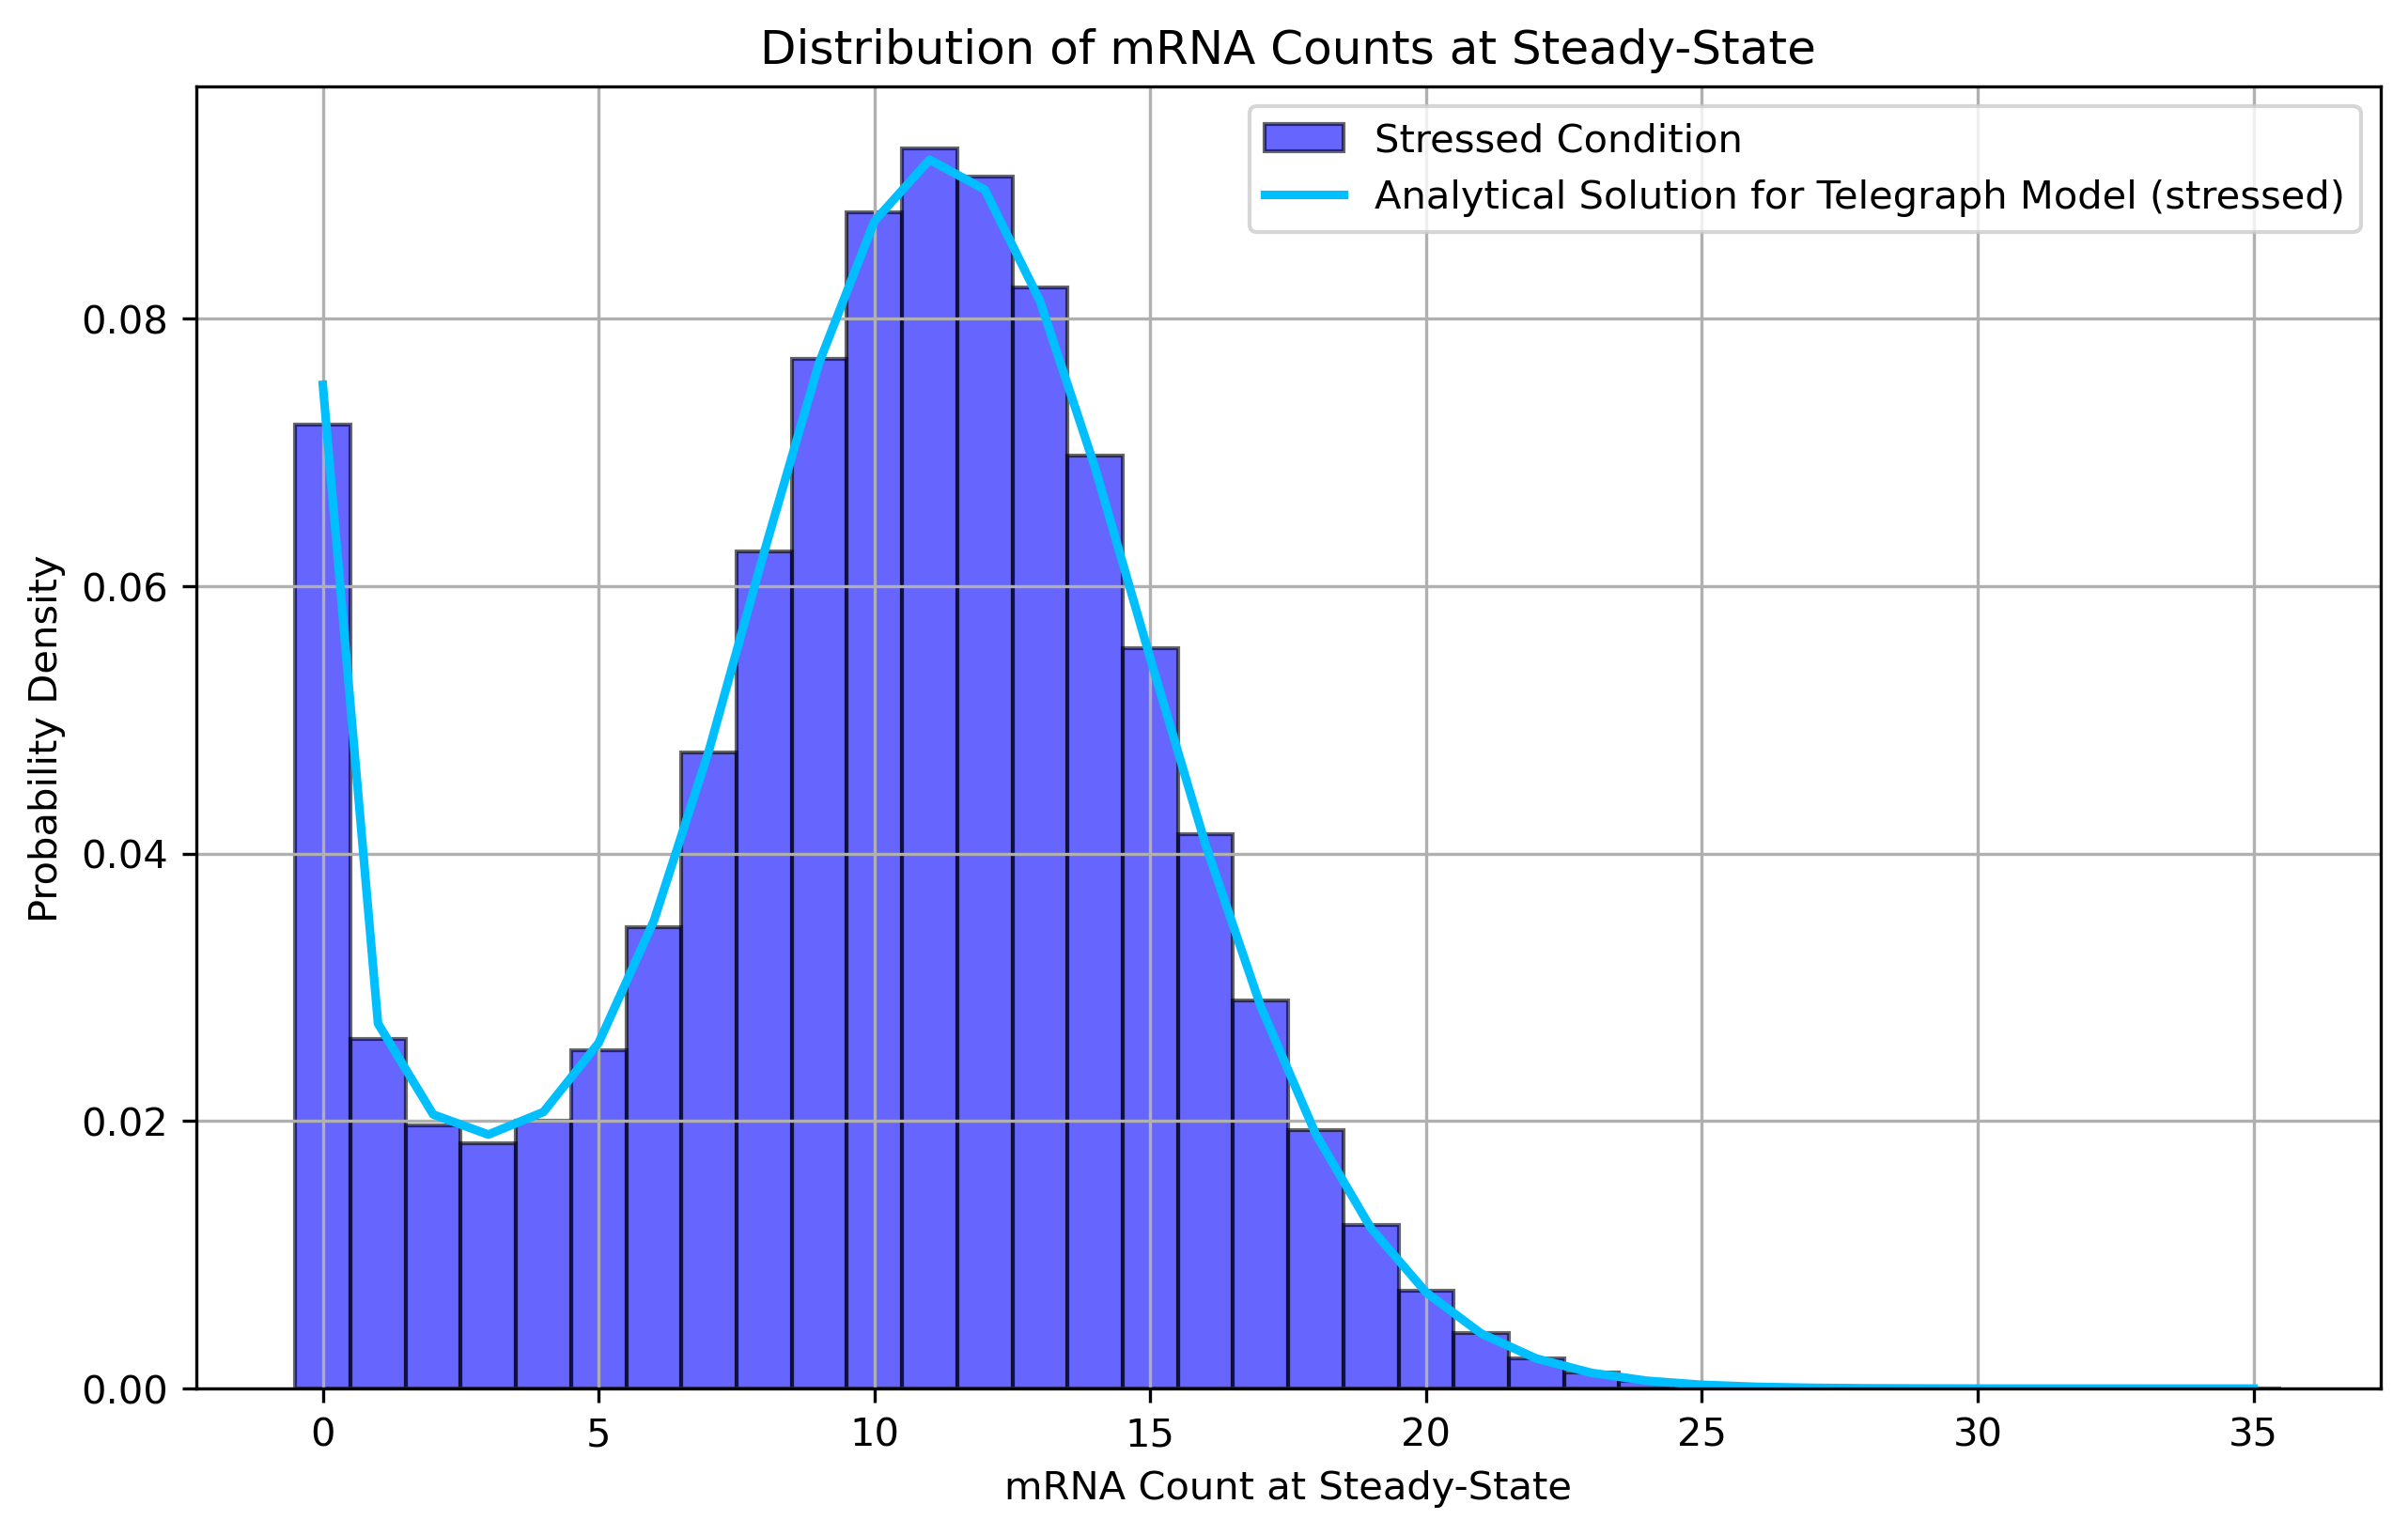 Distribution of mRNA Counts at Steady-State
Stressed Condition
Analytical Solution for Telegraph Model (stressed)
Probability Density
0.08
0.06
0.04
0.02
0.00
0 5 10 15 20 25 30 35
mRNA Count at Steady-State